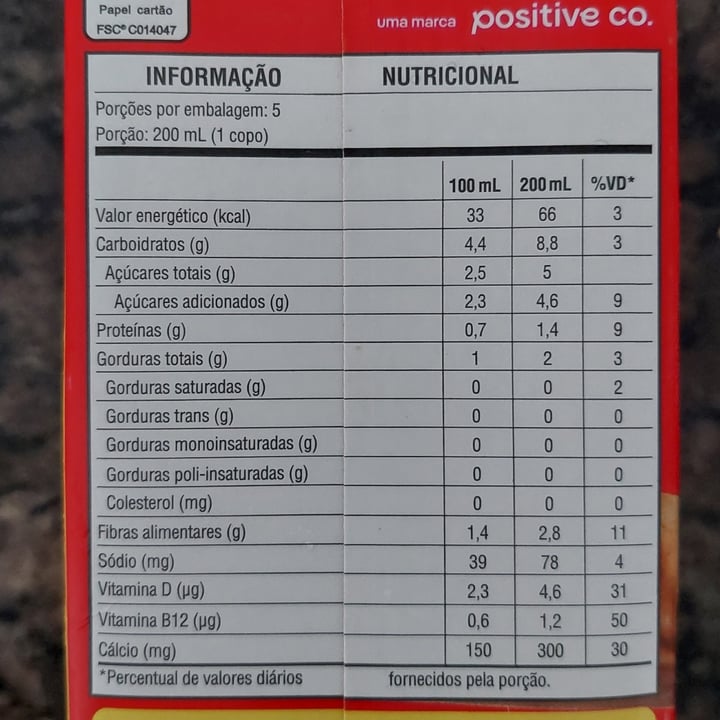 Papel cartão
FSC® C014047
uma marca positive co.
INFORMAÇÃO NUTRICIONAL
Porções por embalagem: 5
Porção: 200 mL (1 copo)
100 mL 200 mL %VD*
Valor energético (kcal) 33 66 3
Carboidratos (g) 4,4 8,8 3
Açúcares totais (g) 2,5 5
Açúcares adicionados (g) 2,3 4,6 9
Proteínas (g) 0,7 1,4 9
Gorduras totais (g) 1 2 3
Gorduras saturadas (g) 0 0 2
Gorduras trans (g) 0 0 0
Gorduras monoinsaturadas (g) 0 0 0
Gorduras poli-insaturadas (g) 0 0 0
Colesterol (mg) 0 0 0
Fibras alimentares (g) 1,4 2,8 11
Sódio (mg) 39 78 4
Vitamina D (µg) 2,3 4,6 31
Vitamina B12 (µg) 0,6 1,2 50
Cálcio (mg) 150 300 30
*Percentual de valores diários fornecidos pela porção.